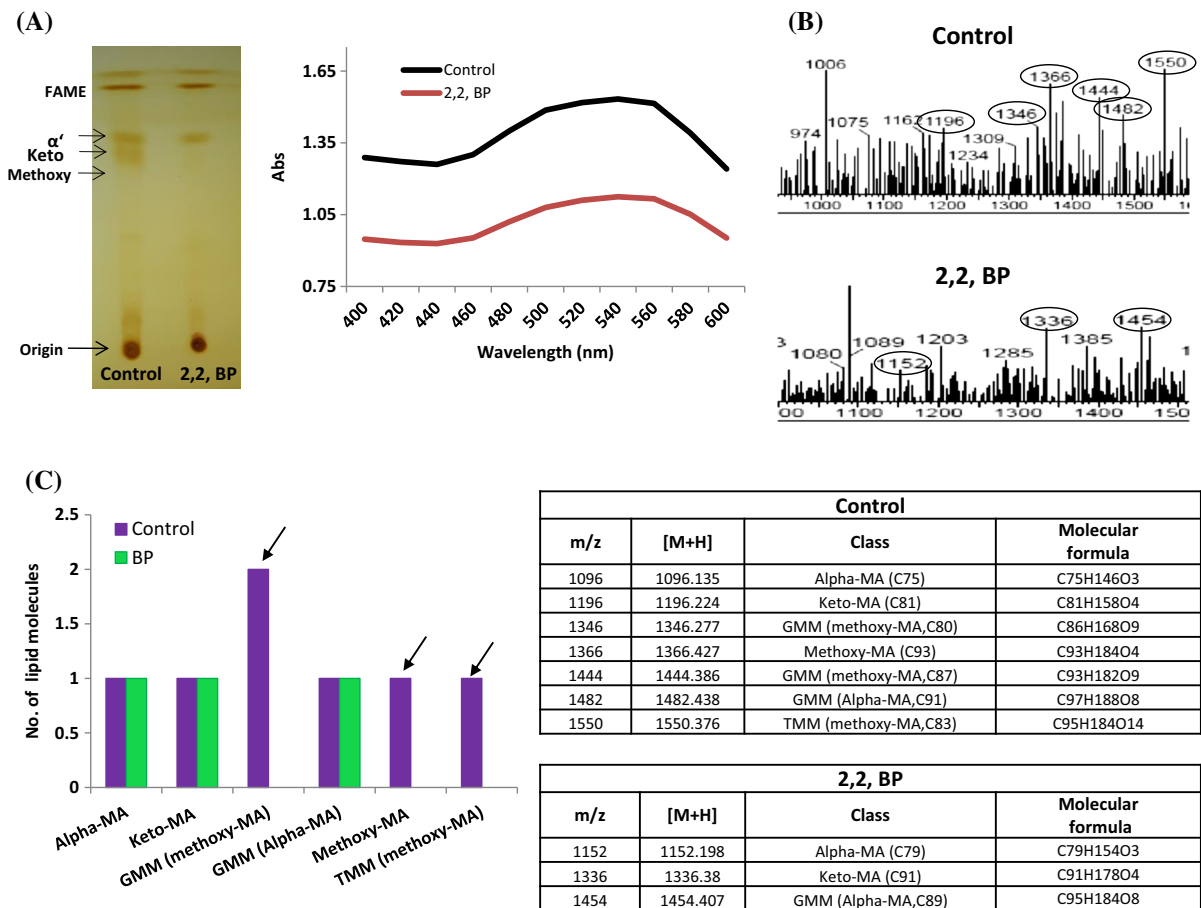 (A)
FAME
α'
Keto
Methoxy
Origin
Control 2,2, BP
Control
2,2, BP
Abs
1.65
1.35
1.05
0.75
400 420 440 460 480 500 520 540 560 580 600
Wavelength (nm)
(B)
Control
1006
974
1075
1196
1234
1309
1346
1366
1444
1482
1550
1000 1100 1200 1300 1400 1500
2,2, BP
1080
1089
1152
1203
1285
1336
1385
1454
1100 1200 1300 1400
(C)
Control
BP
No. of lipid molecules
2.5
2
1.5
1
0.5
0
Alpha-MA
Keto-MA
GMM (methoxy-MA)
GMM (Alpha-MA)
Methoxy-MA
TMM (methoxy-MA)
Control
m/z [M+H] Class Molecular formula
1096 1096.135 Alpha-MA (C75) C75H146O3
1196 1196.224 Keto-MA (C81) C81H158O4
1346 1346.277 GMM (methoxy-MA,C80) C86H168O9
1366 1366.427 Methoxy-MA (C93) C93H184O4
1444 1444.386 GMM (methoxy-MA,C87) C93H182O9
1482 1482.438 GMM (Alpha-MA,C91) C97H188O8
1550 1550.376 TMM (methoxy-MA,C83) C95H184O14
2,2, BP
m/z [M+H] Class Molecular formula
1152 1152.198 Alpha-MA (C79) C79H154O3
1336 1336.38 Keto-MA (C91) C91H178O4
1454 1454.407 GMM (Alpha-MA,C89) C95H184O8